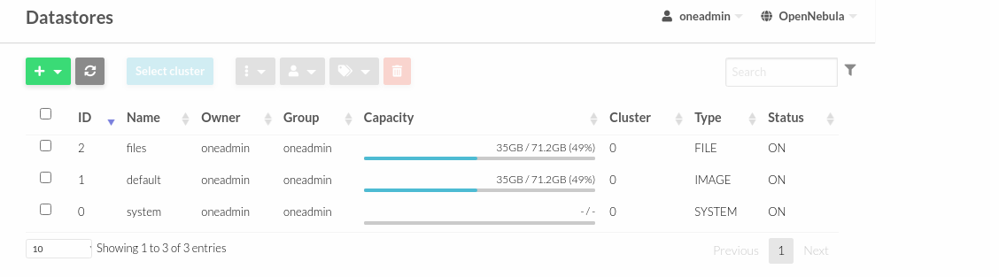 Datastores
oneadmin
OpenNebula
Select cluster
Search
ID Name Owner Group Capacity Cluster Type Status
2 files oneadmin oneadmin 35GB / 71.2GB (49%) 0 FILE ON
1 default oneadmin oneadmin 35GB / 71.2GB (49%) 0 IMAGE ON
0 system oneadmin oneadmin - / - 0 SYSTEM ON
10 Showing 1 to 3 of 3 entries Previous 1 Next